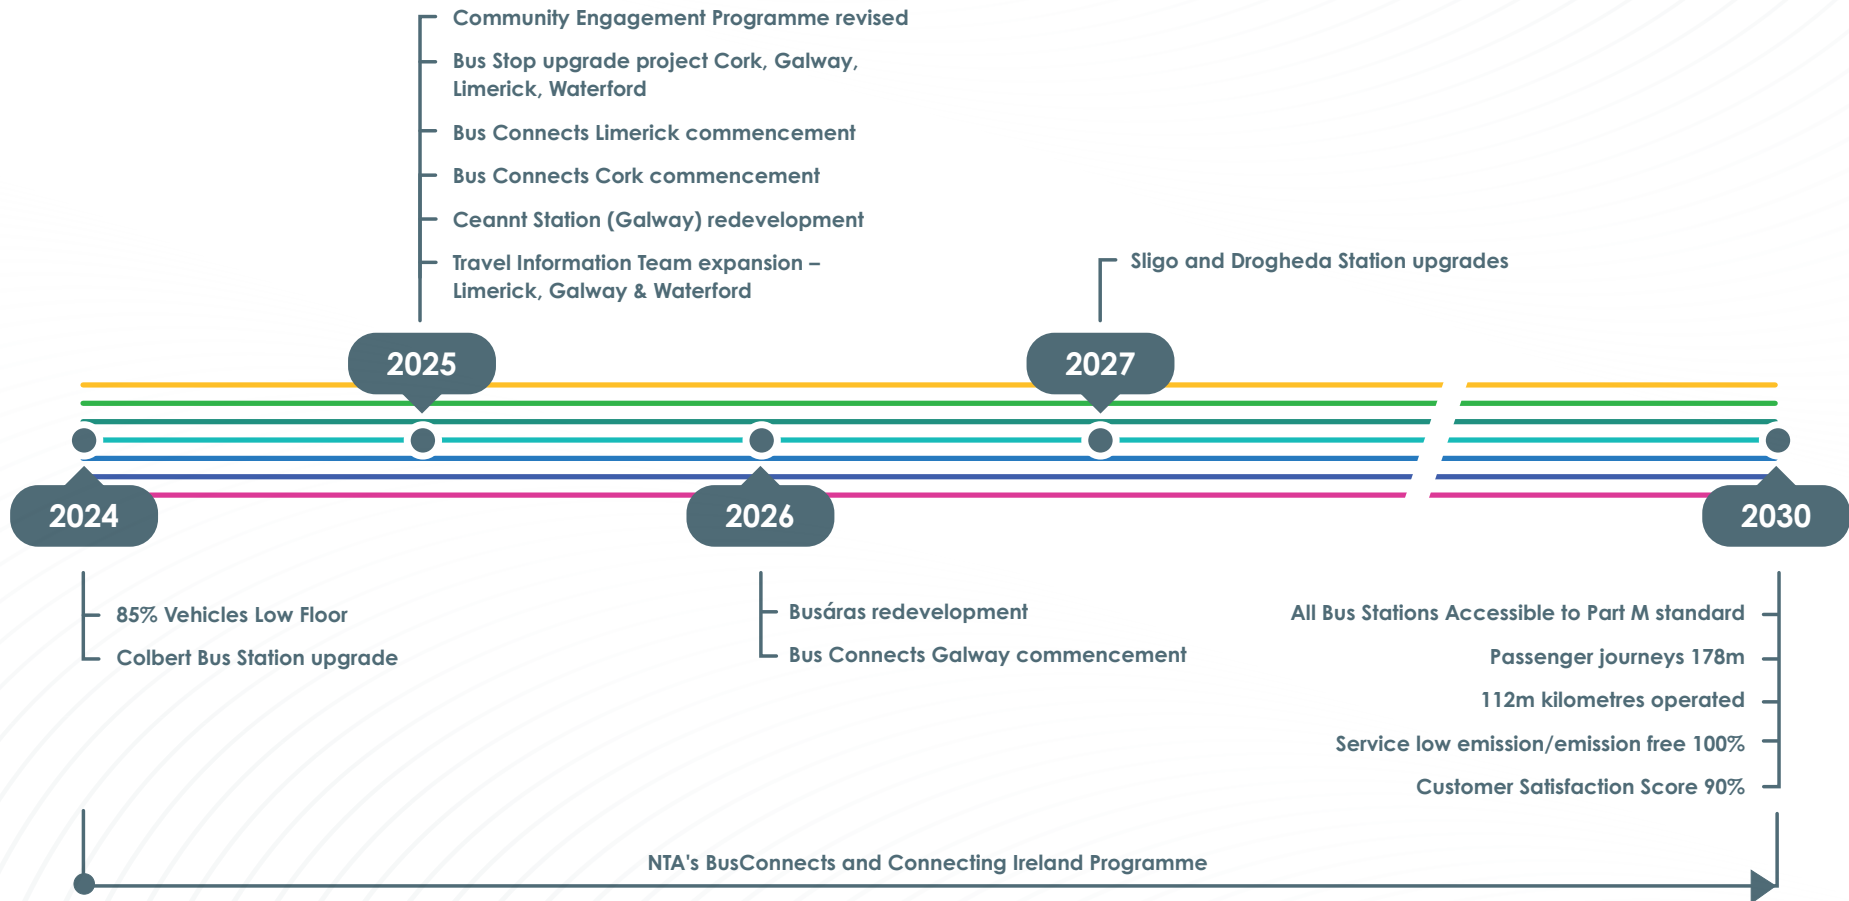 Community Engagement Programme revised
Bus Stop upgrade project Cork, Galway,
Limerick, Waterford
Bus Connects Limerick commencement
Bus Connects Cork commencement
Ceannt Station (Galway) redevelopment
Travel Information Team expansion –
Limerick, Galway & Waterford
Sligo and Drogheda Station upgrades
2025
2027
2024
2026
2030
85% Vehicles Low Floor
Colbert Bus Station upgrade
Busáras redevelopment
Bus Connects Galway commencement
All Bus Stations Accessible to Part M standard
Passenger journeys 178m
112m kilometres operated
Service low emission/emission free 100%
Customer Satisfaction Score 90%
NTA's BusConnects and Connecting Ireland Programme